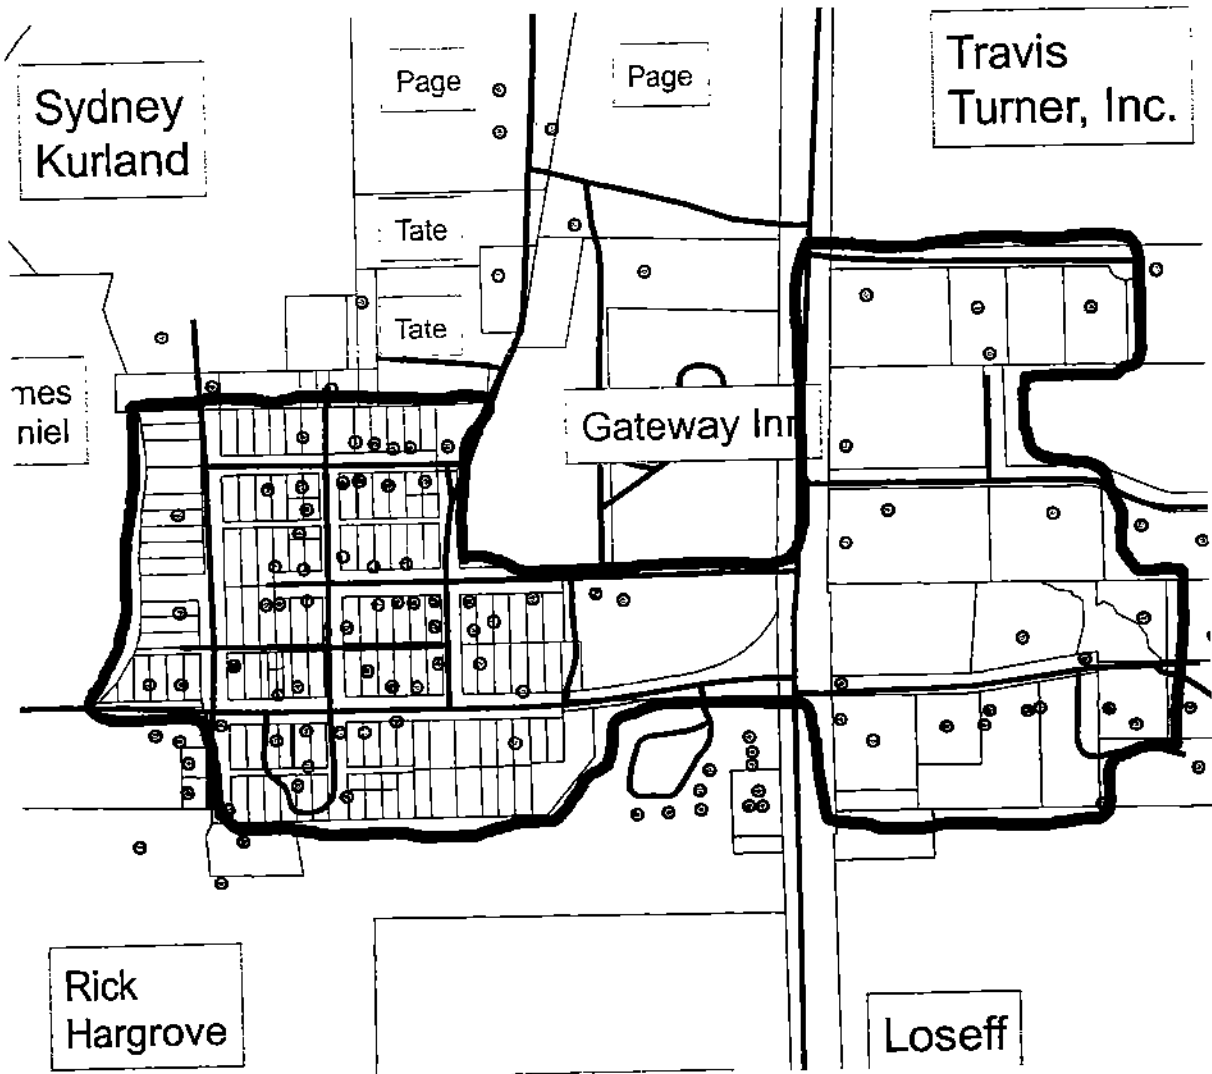 Sydney
Kurland
Page
Page
Travis
Turner, Inc.
Tate
Tate
mes
niel
Gateway Inn
Rick
Hargrove
Loseff